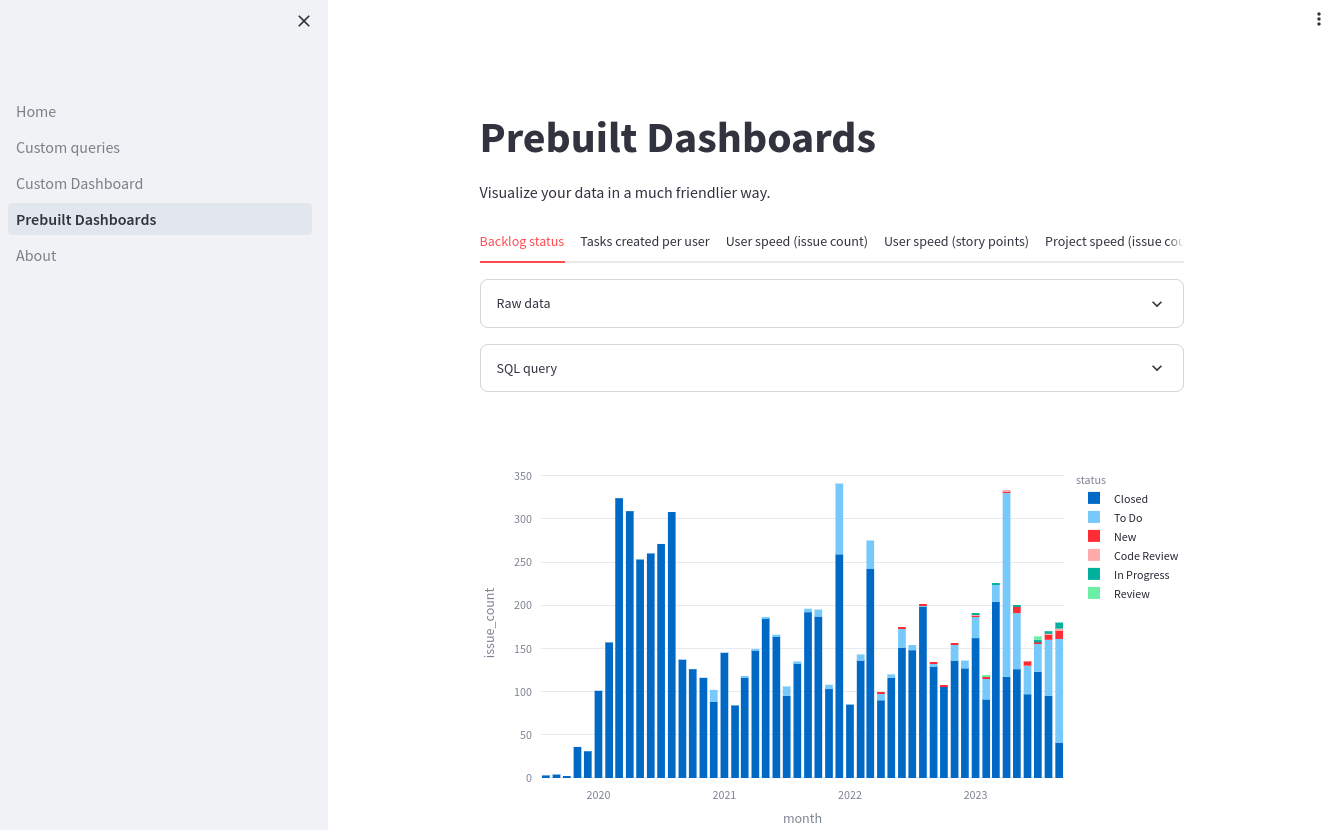 Home
Custom queries
Custom Dashboard
Prebuilt Dashboards
About
Prebuilt Dashboards
Visualize your data in a much friendlier way.
Backlog status Tasks created per user User speed (issue count) User speed (story points) Project speed (issue cou
Raw data
SQL query
350
300
250
200
150
100
50
0
issue_count
2020 2021 2022 2023
month
status
Closed
To Do
New
Code Review
In Progress
Review